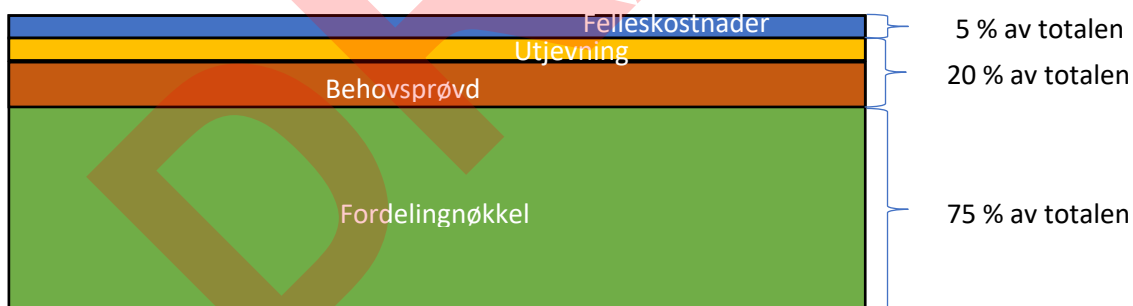 Felleskostnader
5 % av totalen
Utjevning
20 % av totalen
Behovsprøvd
Fordelingnøkkel
75 % av totalen